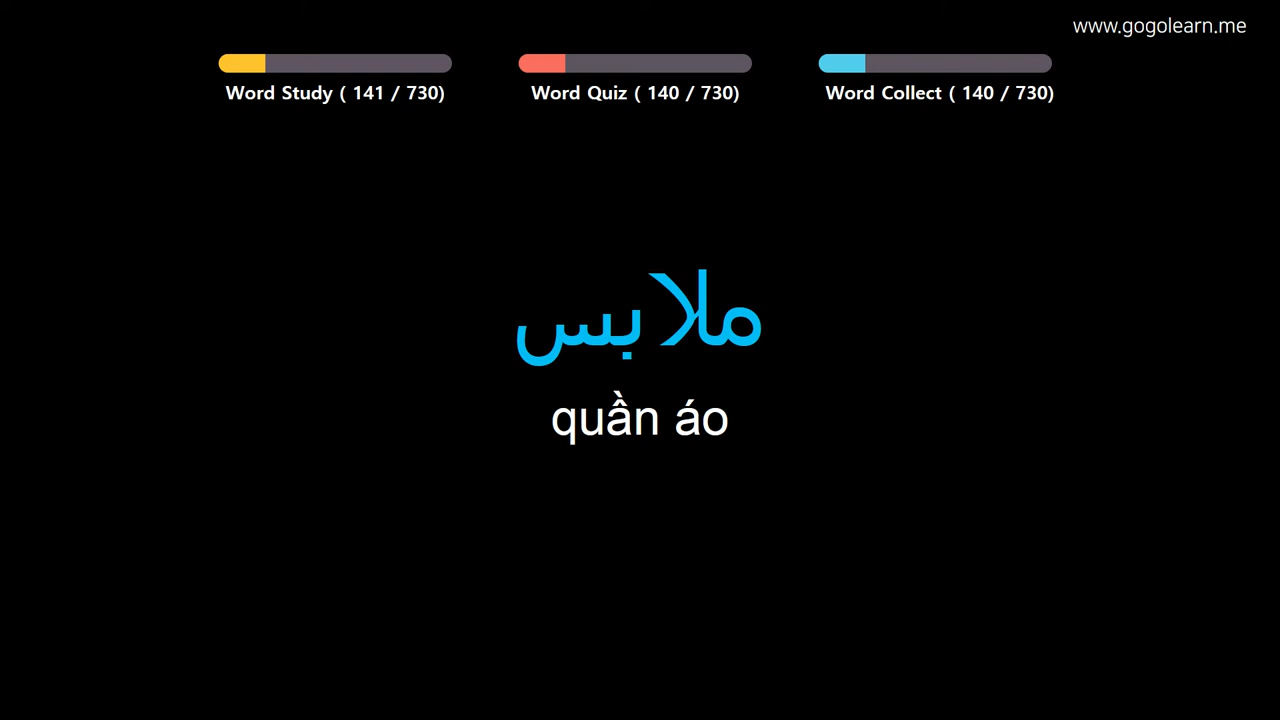 www.gogolearn.me
Word Study ( 141 / 730)
Word Quiz ( 140 / 730)
Word Collect ( 140 / 730)
ملابس
quần áo